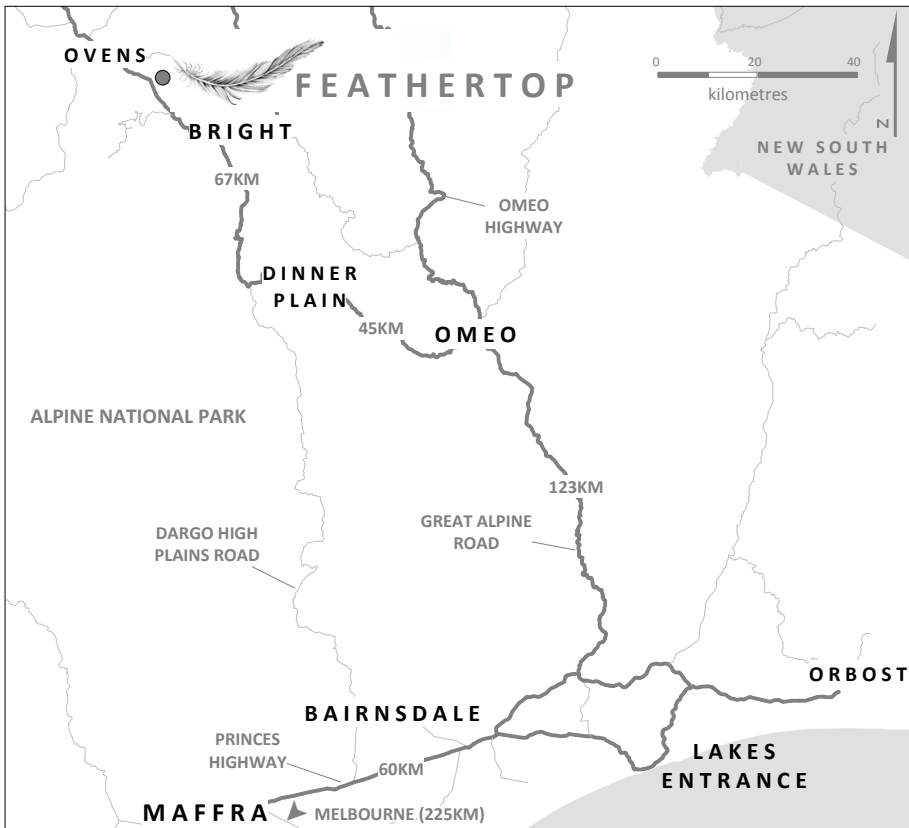 OVENS
FEATHERTOP
0 20 40
kilometres
N
BRIGHT
NEW SOUTH
WALES
67KM
OMEO
HIGHWAY
DINNER
PLAIN
45KM
OMEO
ALPINE NATIONAL PARK
123KM
GREAT ALPINE
ROAD
DARGO HIGH
PLAINS ROAD
ORBOST
BAIRNSDALE
PRINCES
HIGHWAY
60KM
LAKES
ENTRANCE
MAFFRA
MELBOURNE (225KM)